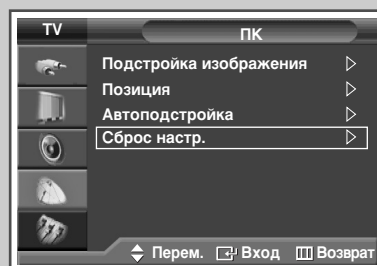 TV
ПК
Подстройка изображения
Позиция
Автоподстройка
Сброс настр.
Перем. Вход Возврат